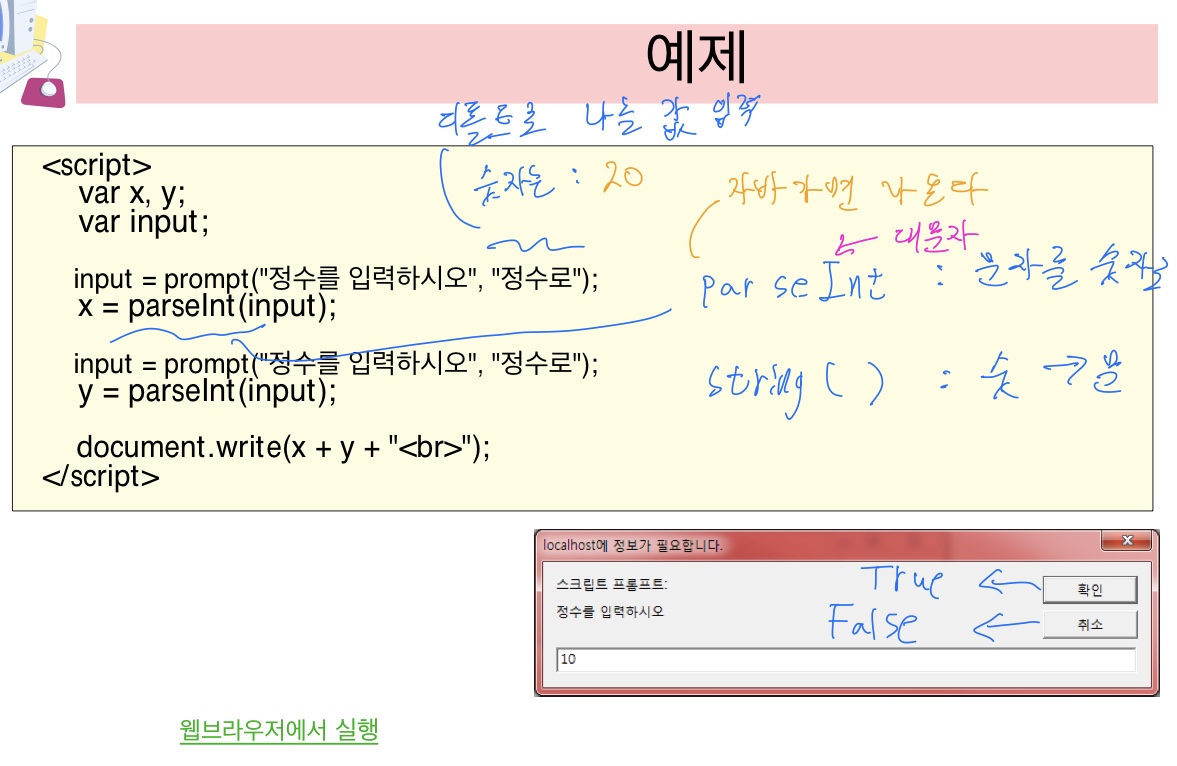 예제
디폴트로 나올 값 입력
숫자는 : 20
자바 가면 나온다
대문자
<script>
var x, y;
var input;
input = prompt("정수를 입력하시오", "정수로");
x = parseInt(input);
parseInt : 문자를 숫자로
input = prompt("정수를 입력하시오", "정수로");
y = parseInt(input);
string ( ) : 숫 → 문
document.write(x + y + "<br>");
</script>
localhost에 정보가 필요합니다.
스크립트 프롬프트:
True ← 확인
정수를 입력하시오
False ← 취소
10
웹브라우저에서 실행